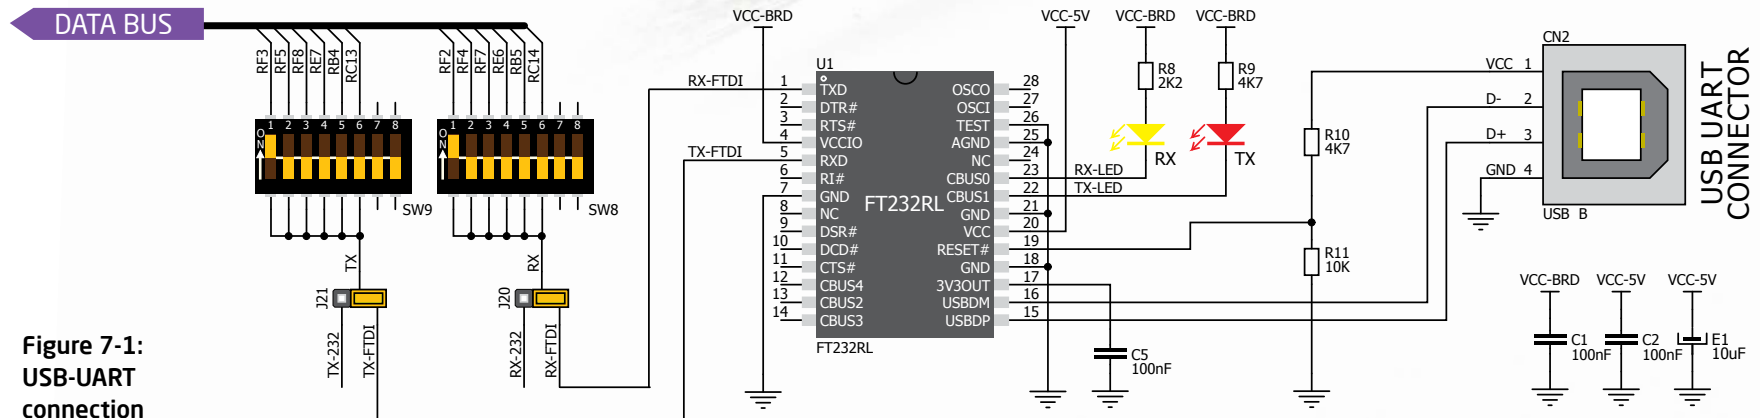 DATA BUS
RF3
RF5
RF8
RE7
RB4
RC13
RF2
RF4
RF7
RE6
RB5
RC14
O
N
1 2 3 4 5 6 7 8
SW9
O
N
1 2 3 4 5 6 7 8
SW8
TX
RX
J21
J20
TX-232
TX-FTDI
RX-232
RX-FTDI
Figure 7-1:
USB-UART
connection
RX-FTDI
TX-FTDI
VCC-BRD
U1
1 TXD
2 DTR#
3 RTS#
4 VCCIO
5 RXD
6 RI#
7 GND
8 NC
9 DSR#
10 DCD#
11 CTS#
12 CBUS4
13 CBUS2
14 CBUS3
FT232RL
OSCO 28
OSCI 27
TEST 26
AGND 25
NC 24
CBUS0 23
CBUS1 22
GND 21
VCC 20
RESET# 19
GND 18
3V3OUT 17
USBDM 16
USBDP 15
FT232RL
VCC-5V
VCC-BRD
VCC-BRD
R8
2K2
R9
4K7
RX
TX
RX-LED
TX-LED
C5
100nF
R10
4K7
R11
10K
CN2
VCC 1
D- 2
D+ 3
GND 4
USB B
USB UART
CONNECTOR
VCC-BRD
VCC-5V
VCC-5V
C1
100nF
C2
100nF
E1
10uF